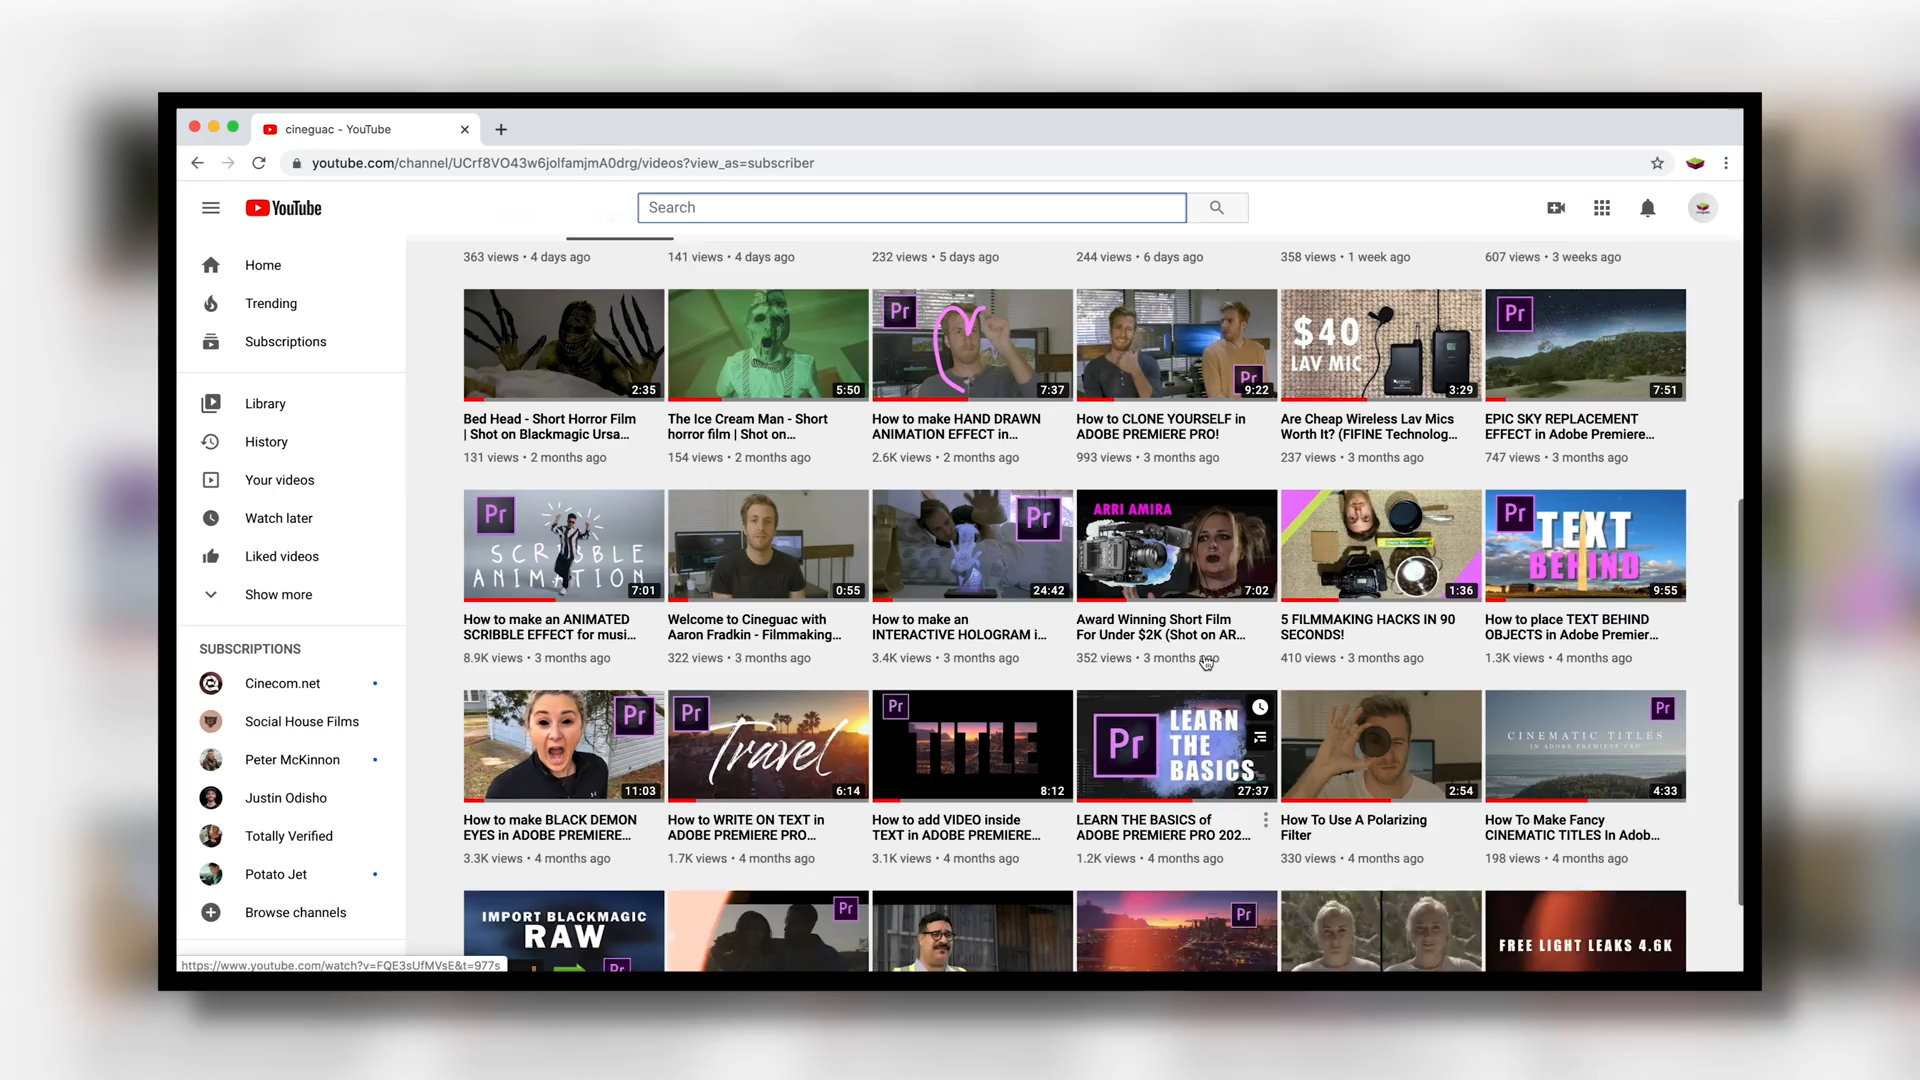 cineguac - YouTube
youtube.com/channel/UCrf8VO43w6jolfamjmA0drg/videos?view_as=subscriber
YouTube
Search
Home
Trending
Subscriptions
Library
History
Your videos
Watch later
Liked videos
Show more
SUBSCRIPTIONS
Cinecom.net
Social House Films
Peter McKinnon
Justin Odisho
Totally Verified
Potato Jet
Browse channels
363 views • 4 days ago
141 views • 4 days ago
232 views • 5 days ago
244 views • 6 days ago
358 views • 1 week ago
607 views • 3 weeks ago
2:35
5:50
Pr
7:37
Pr
9:22
$40
LAV MIC
3:29
Pr
7:51
Bed Head - Short Horror Film
| Shot on Blackmagic Ursa...
131 views • 2 months ago
The Ice Cream Man - Short
horror film | Shot on...
154 views • 2 months ago
How to make HAND DRAWN
ANIMATION EFFECT in...
2.6K views • 2 months ago
How to CLONE YOURSELF in
ADOBE PREMIERE PRO!
993 views • 3 months ago
Are Cheap Wireless Lav Mics
Worth It? (FIFINE Technolog...
237 views • 3 months ago
EPIC SKY REPLACEMENT
EFFECT in Adobe Premiere...
747 views • 3 months ago
Pr
SCRIBBLE
ANIMATION
7:01
0:55
Pr
24:42
ARRI AMIRA
7:02
1:36
Pr
TEXT
BEHIND
9:55
How to make an ANIMATED
SCRIBBLE EFFECT for musi...
8.9K views • 3 months ago
Welcome to Cineguac with
Aaron Fradkin - Filmmaking...
322 views • 3 months ago
How to make an
INTERACTIVE HOLOGRAM i...
3.4K views • 3 months ago
Award Winning Short Film
For Under $2K (Shot on AR...
352 views • 3 months ago
5 FILMMAKING HACKS IN 90
SECONDS!
410 views • 3 months ago
How to place TEXT BEHIND
OBJECTS in Adobe Premier...
1.3K views • 4 months ago
Pr
11:03
Pr
Travel
6:14
Pr
TITLE
8:12
Pr
LEARN
THE
BASICS
27:37
2:54
Pr
CINEMATIC TITLES
IN ADOBE PREMIERE PRO
4:33
How to make BLACK DEMON
EYES in ADOBE PREMIERE...
3.3K views • 4 months ago
How to WRITE ON TEXT in
ADOBE PREMIERE PRO...
1.7K views • 4 months ago
How to add VIDEO inside
TEXT in ADOBE PREMIERE...
3.1K views • 4 months ago
LEARN THE BASICS of
ADOBE PREMIERE PRO 202...
1.2K views • 4 months ago
How To Use A Polarizing
Filter
330 views • 4 months ago
How To Make Fancy
CINEMATIC TITLES In Adob...
198 views • 4 months ago
IMPORT BLACKMAGIC
RAW
Pr
Pr
Pr
FREE LIGHT LEAKS 4.6K
https://www.youtube.com/watch?v=FQE3sUfMVsE&t=977s